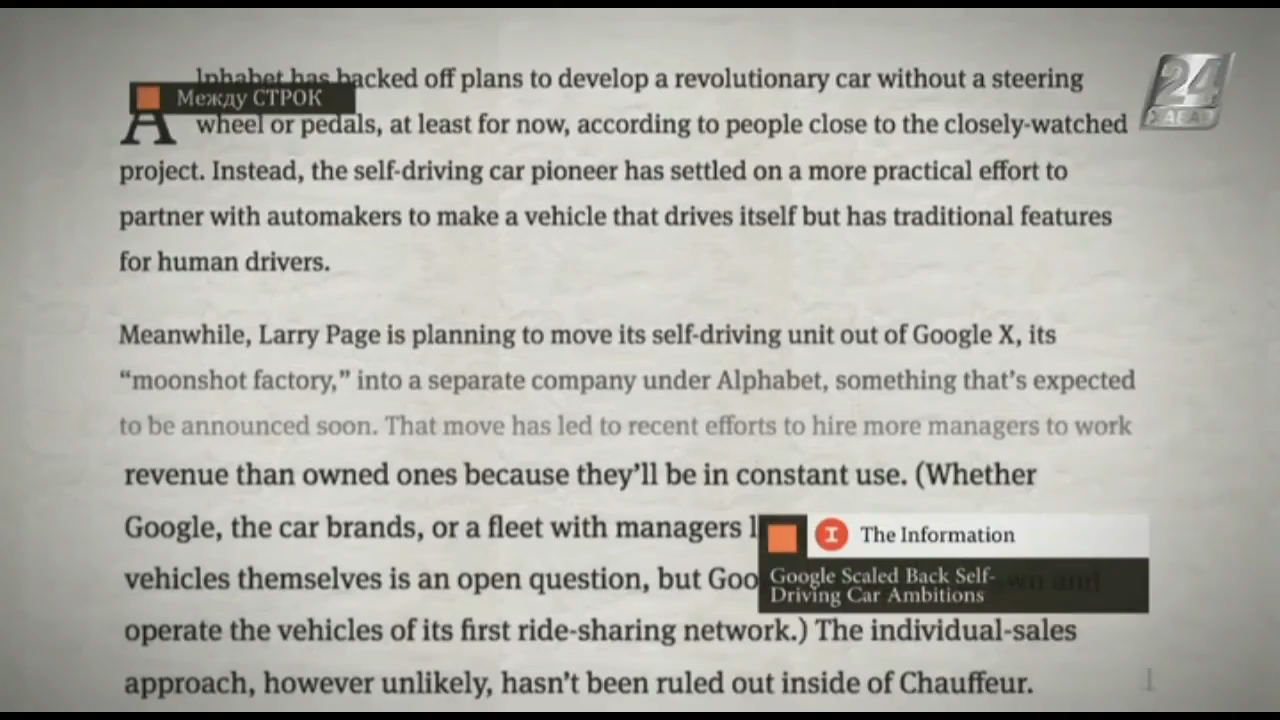 Alphabet has backed off plans to develop a revolutionary car without a steering
Между СТРОК
24
ХАБАР
wheel or pedals, at least for now, according to people close to the closely-watched
project. Instead, the self-driving car pioneer has settled on a more practical effort to
partner with automakers to make a vehicle that drives itself but has traditional features
for human drivers.
Meanwhile, Larry Page is planning to move its self-driving unit out of Google X, its
“moonshot factory,” into a separate company under Alphabet, something that’s expected
to be announced soon. That move has led to recent efforts to hire more managers to work
revenue than owned ones because they’ll be in constant use. (Whether
Google, the car brands, or a fleet with managers
I The Information
vehicles themselves is an open question, but Goo own and
Google Scaled Back Self-
Driving Car Ambitions
operate the vehicles of its first ride-sharing network.) The individual-sales
approach, however unlikely, hasn’t been ruled out inside of Chauffeur.